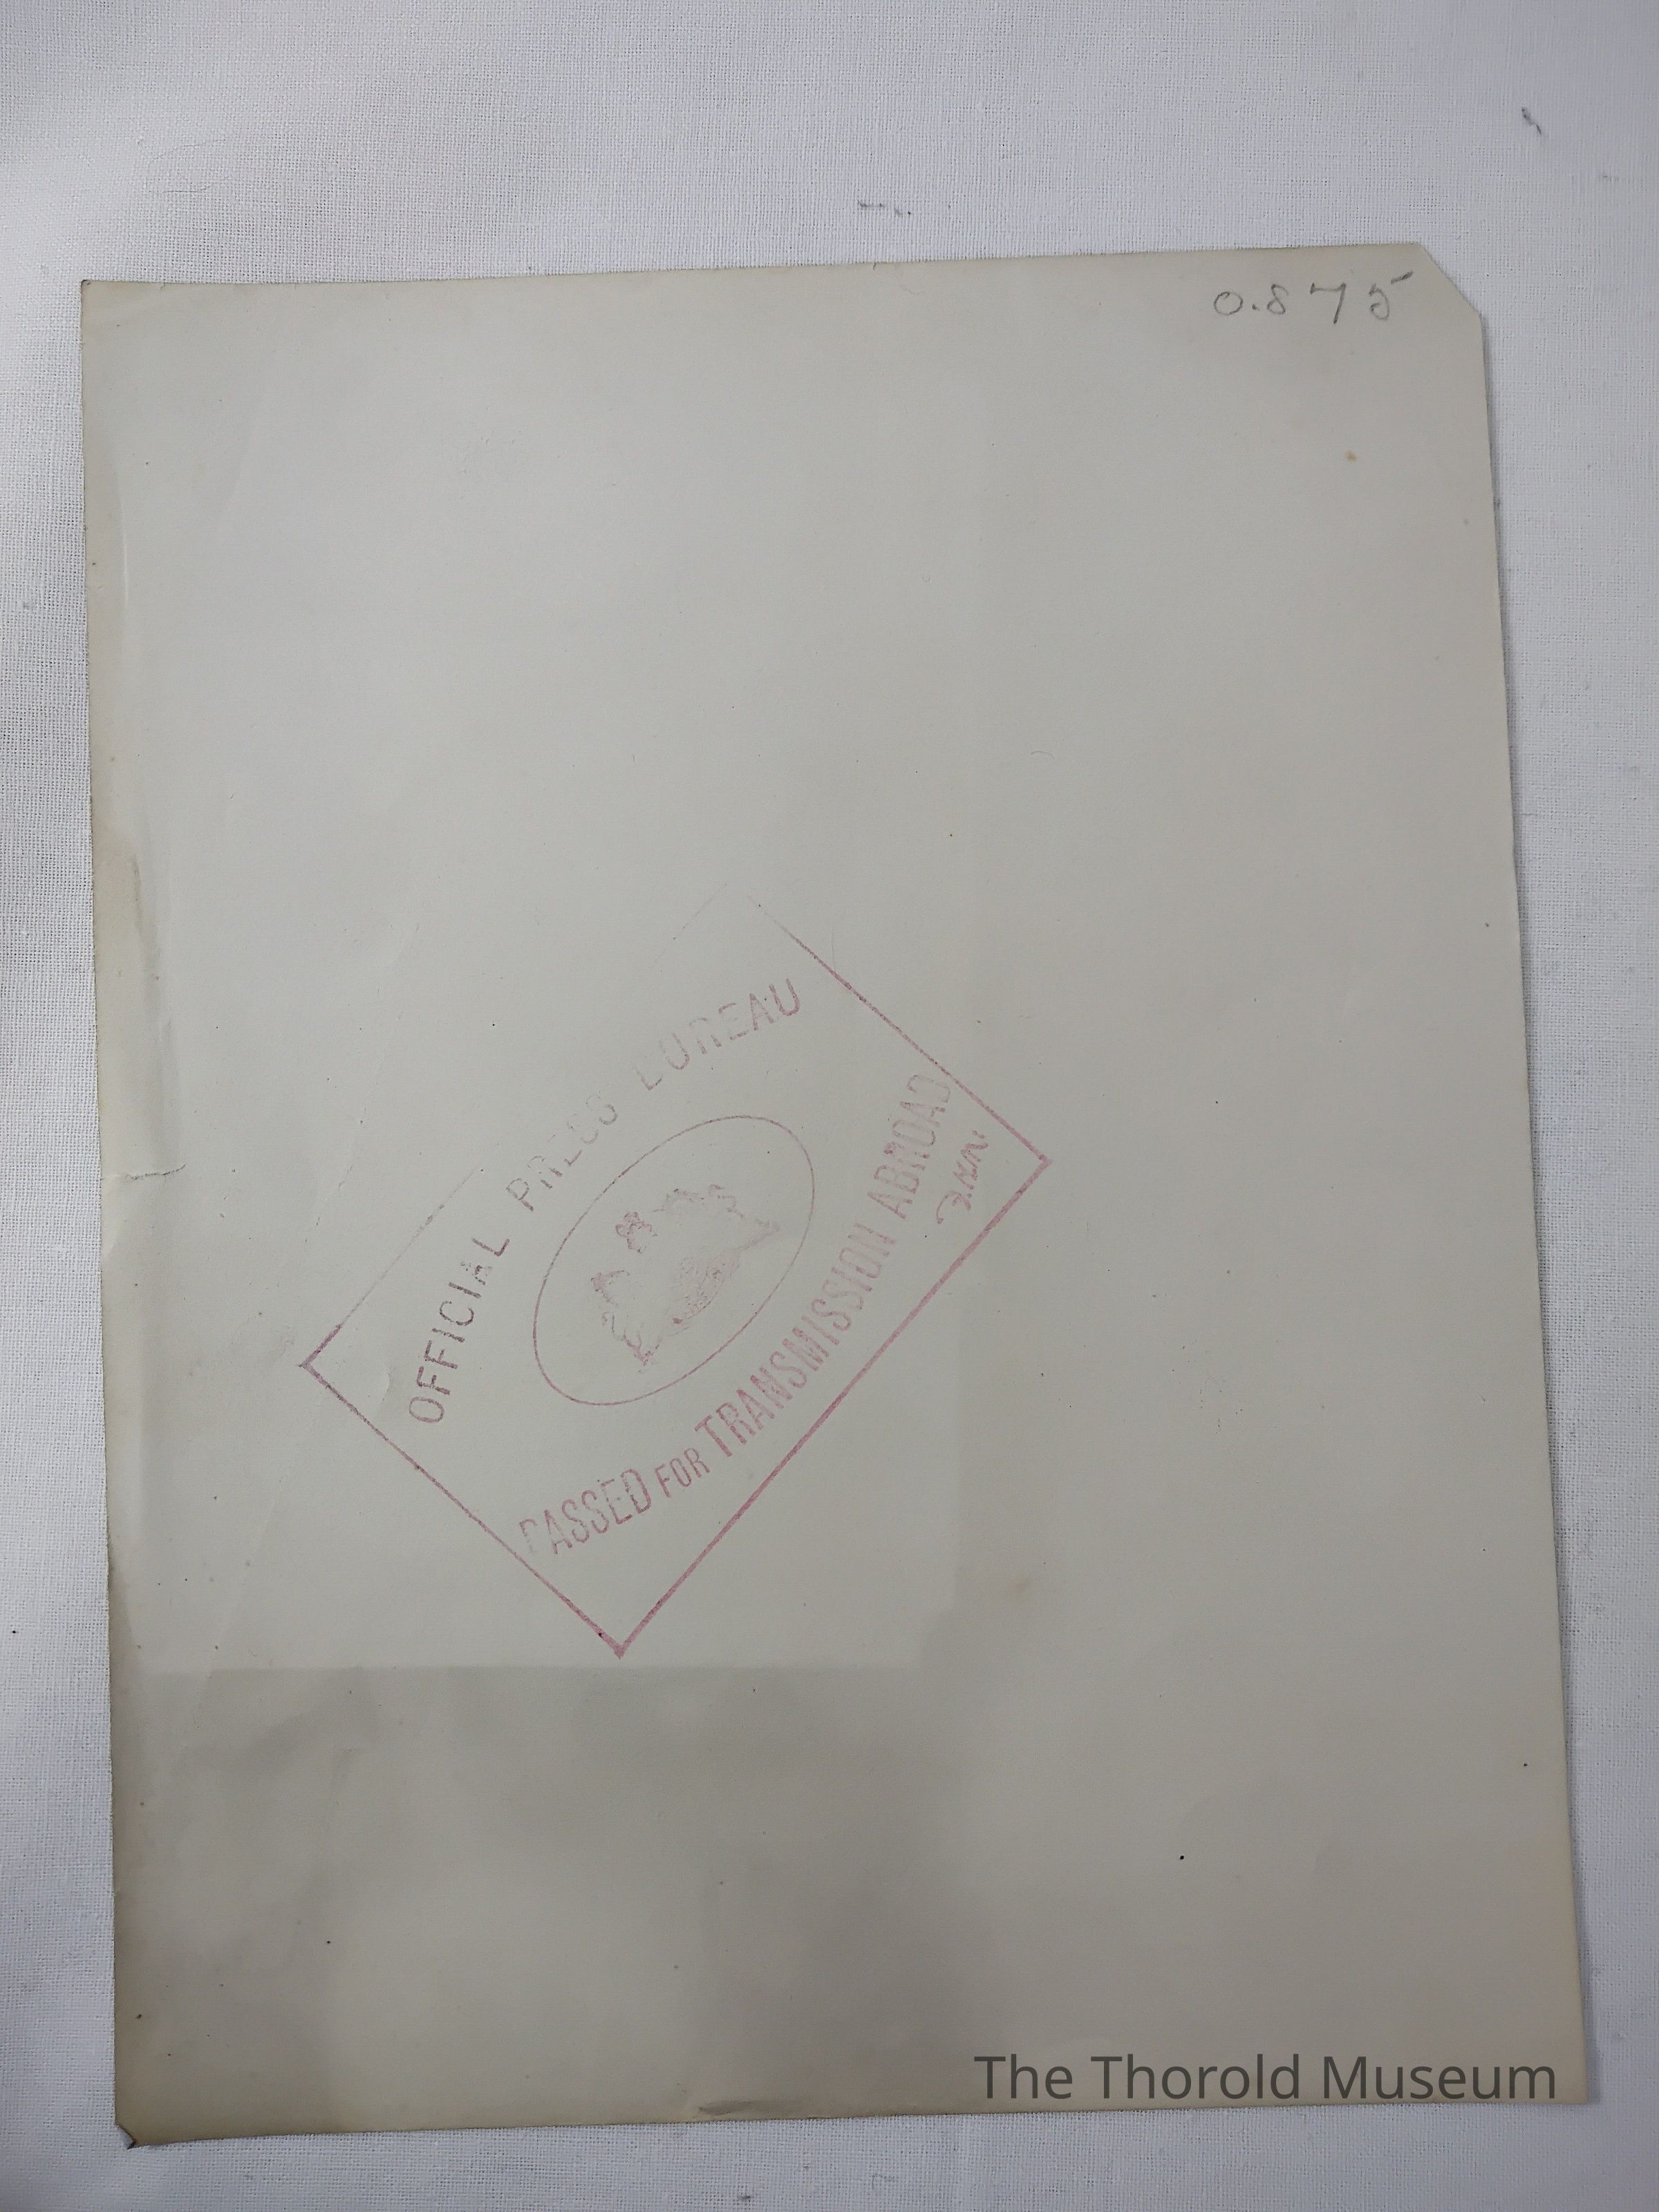 0.875
OFFICIAL PRESS BUREAU
PASSED FOR TRANSMISSION ABROAD
The Thorold Museum